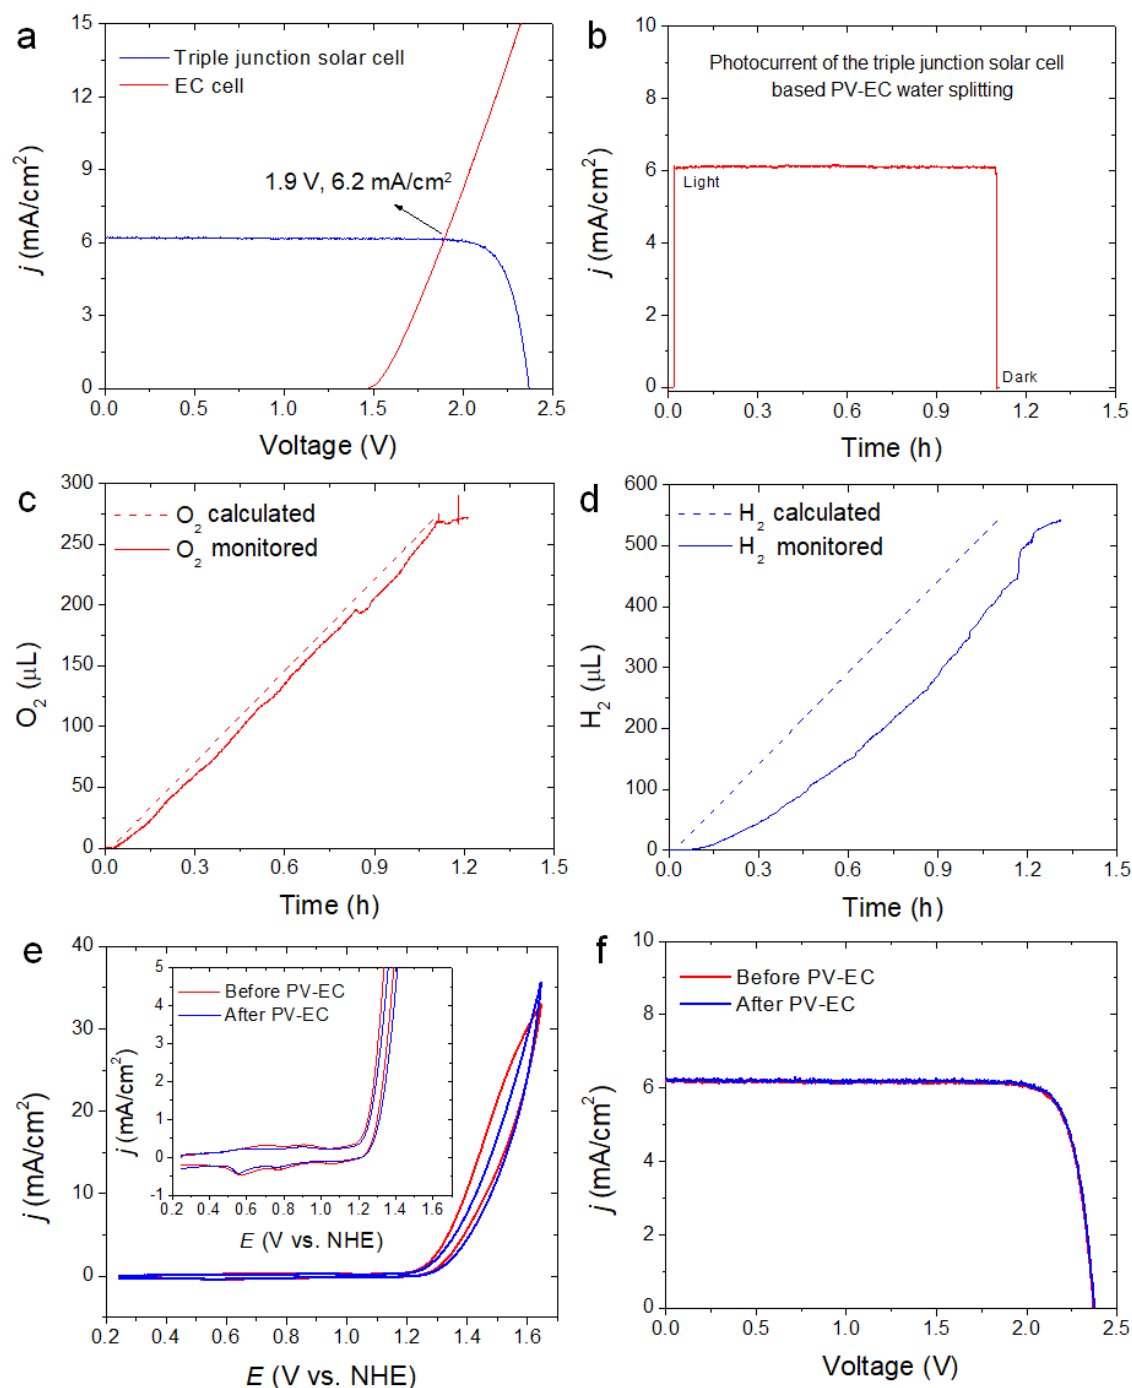 a
15
12
9
6
3
0
j (mA/cm²)
Triple junction solar cell
EC cell
1.9 V, 6.2 mA/cm²
0.0 0.5 1.0 1.5 2.0 2.5
Voltage (V)
b
10
8
6
4
2
0
j (mA/cm²)
Photocurrent of the triple junction solar cell
based PV-EC water splitting
Light
Dark
0.0 0.3 0.6 0.9 1.2 1.5
Time (h)
c
300
250
200
150
100
50
0
O₂ (μL)
O₂ calculated
O₂ monitored
0.0 0.3 0.6 0.9 1.2 1.5
Time (h)
d
600
500
400
300
200
100
0
H₂ (μL)
H₂ calculated
H₂ monitored
0.0 0.3 0.6 0.9 1.2 1.5
Time (h)
e
40
30
20
10
0
j (mA/cm²)
5
4
3
2
1
0
-1
j (mA/cm²)
Before PV-EC
After PV-EC
0.2 0.4 0.6 0.8 1.0 1.2 1.4 1.6
E (V vs. NHE)
0.2 0.4 0.6 0.8 1.0 1.2 1.4 1.6
E (V vs. NHE)
f
10
8
6
4
2
0
j (mA/cm²)
Before PV-EC
After PV-EC
0.0 0.5 1.0 1.5 2.0 2.5
Voltage (V)